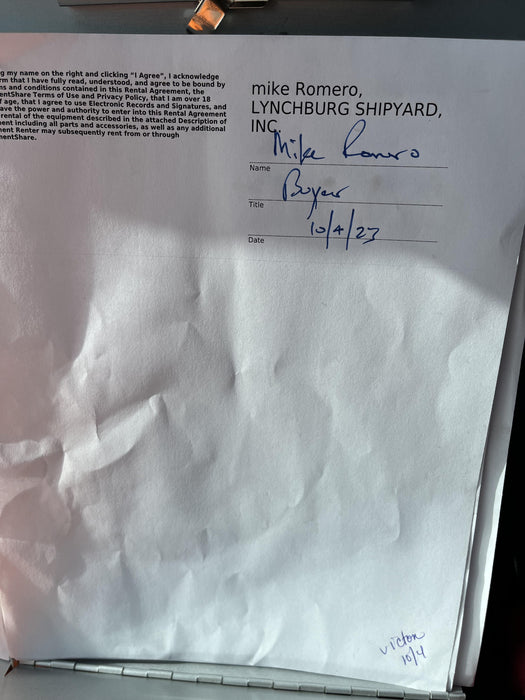 g my name on the right and clicking "I Agree", I acknowledge
rm that I have fully read, understood, and agree to be bound by
ns and conditions contained in this Rental Agreement, the
entShare Terms of Use and Privacy Policy, that I am over 18
f age, that I agree to use Electronic Records and Signatures, and
ave the power and authority to enter into this Rental Agreement
rental of the equipment described in the attached Description of
ent including all parts and accessories, as well as any additional
ent Renter may subsequently rent from or through
entShare.
mike Romero,
LYNCHBURG SHIPYARD,
INC.
Mike Romero
Name
Buyer
Title
10/4/23
Date
victor
10/4